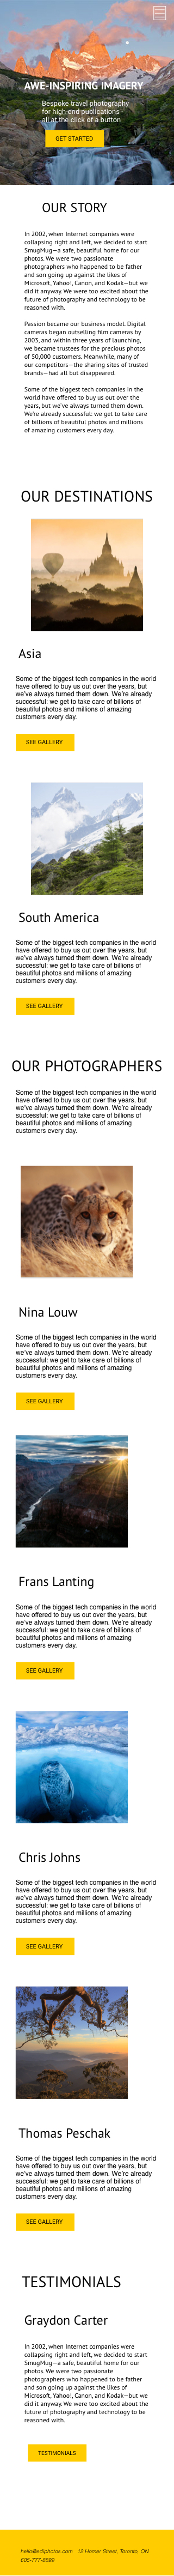 AWE-INSPIRING IMAGERY
Bespoke travel photography
for high end publications -
all at the click of a button
GET STARTED
OUR STORY
In 2002, when Internet companies were
collapsing right and left, we decided to start
SmugMug—a safe, beautiful home for our
photos. We were two passionate
photographers who happened to be father
and son going up against the likes of
Microsoft, Yahoo!, Canon, and Kodak—but we
did it anyway. We were too excited about the
future of photography and technology to be
reasoned with.
Passion became our business model. Digital
cameras began outselling film cameras by
2003, and within three years of launching,
we became trustees for the precious photos
of 50,000 customers. Meanwhile, many of
our competitors—the sharing sites of trusted
brands—had all but disappeared.
Some of the biggest tech companies in the
world have offered to buy us out over the
years, but we've always turned them down.
We're already successful: we get to take care
of billions of beautiful photos and millions
of amazing customers every day.
OUR DESTINATIONS
Asia
Some of the biggest tech companies in the world
have offered to buy us out over the years, but
we've always turned them down. We're already
successful: we get to take care of billions of
beautiful photos and millions of amazing
customers every day.
SEE GALLERY
South America
Some of the biggest tech companies in the world
have offered to buy us out over the years, but
we've always turned them down. We're already
successful: we get to take care of billions of
beautiful photos and millions of amazing
customers every day.
SEE GALLERY
OUR PHOTOGRAPHERS
Some of the biggest tech companies in the world
have offered to buy us out over the years, but
we've always turned them down. We're already
successful: we get to take care of billions of
beautiful photos and millions of amazing
customers every day.
Nina Louw
Some of the biggest tech companies in the world
have offered to buy us out over the years, but
we've always turned them down. We're already
successful: we get to take care of billions of
beautiful photos and millions of amazing
customers every day.
SEE GALLERY
Frans Lanting
Some of the biggest tech companies in the world
have offered to buy us out over the years, but
we've always turned them down. We're already
successful: we get to take care of billions of
beautiful photos and millions of amazing
customers every day.
SEE GALLERY
Chris Johns
Some of the biggest tech companies in the world
have offered to buy us out over the years, but
we've always turned them down. We're already
successful: we get to take care of billions of
beautiful photos and millions of amazing
customers every day.
SEE GALLERY
Thomas Peschak
Some of the biggest tech companies in the world
have offered to buy us out over the years, but
we've always turned them down. We're already
successful: we get to take care of billions of
beautiful photos and millions of amazing
customers every day.
SEE GALLERY
TESTIMONIALS
Graydon Carter
In 2002, when Internet companies were
collapsing right and left, we decided to start
SmugMug—a safe, beautiful home for our
photos. We were two passionate
photographers who happened to be father
and son going up against the likes of
Microsoft, Yahoo!, Canon, and Kodak—but we
did it anyway. We were too excited about the
future of photography and technology to be
reasoned with.
TESTIMONIALS
12 Homer Street, Toronto, ON
605-777-8899